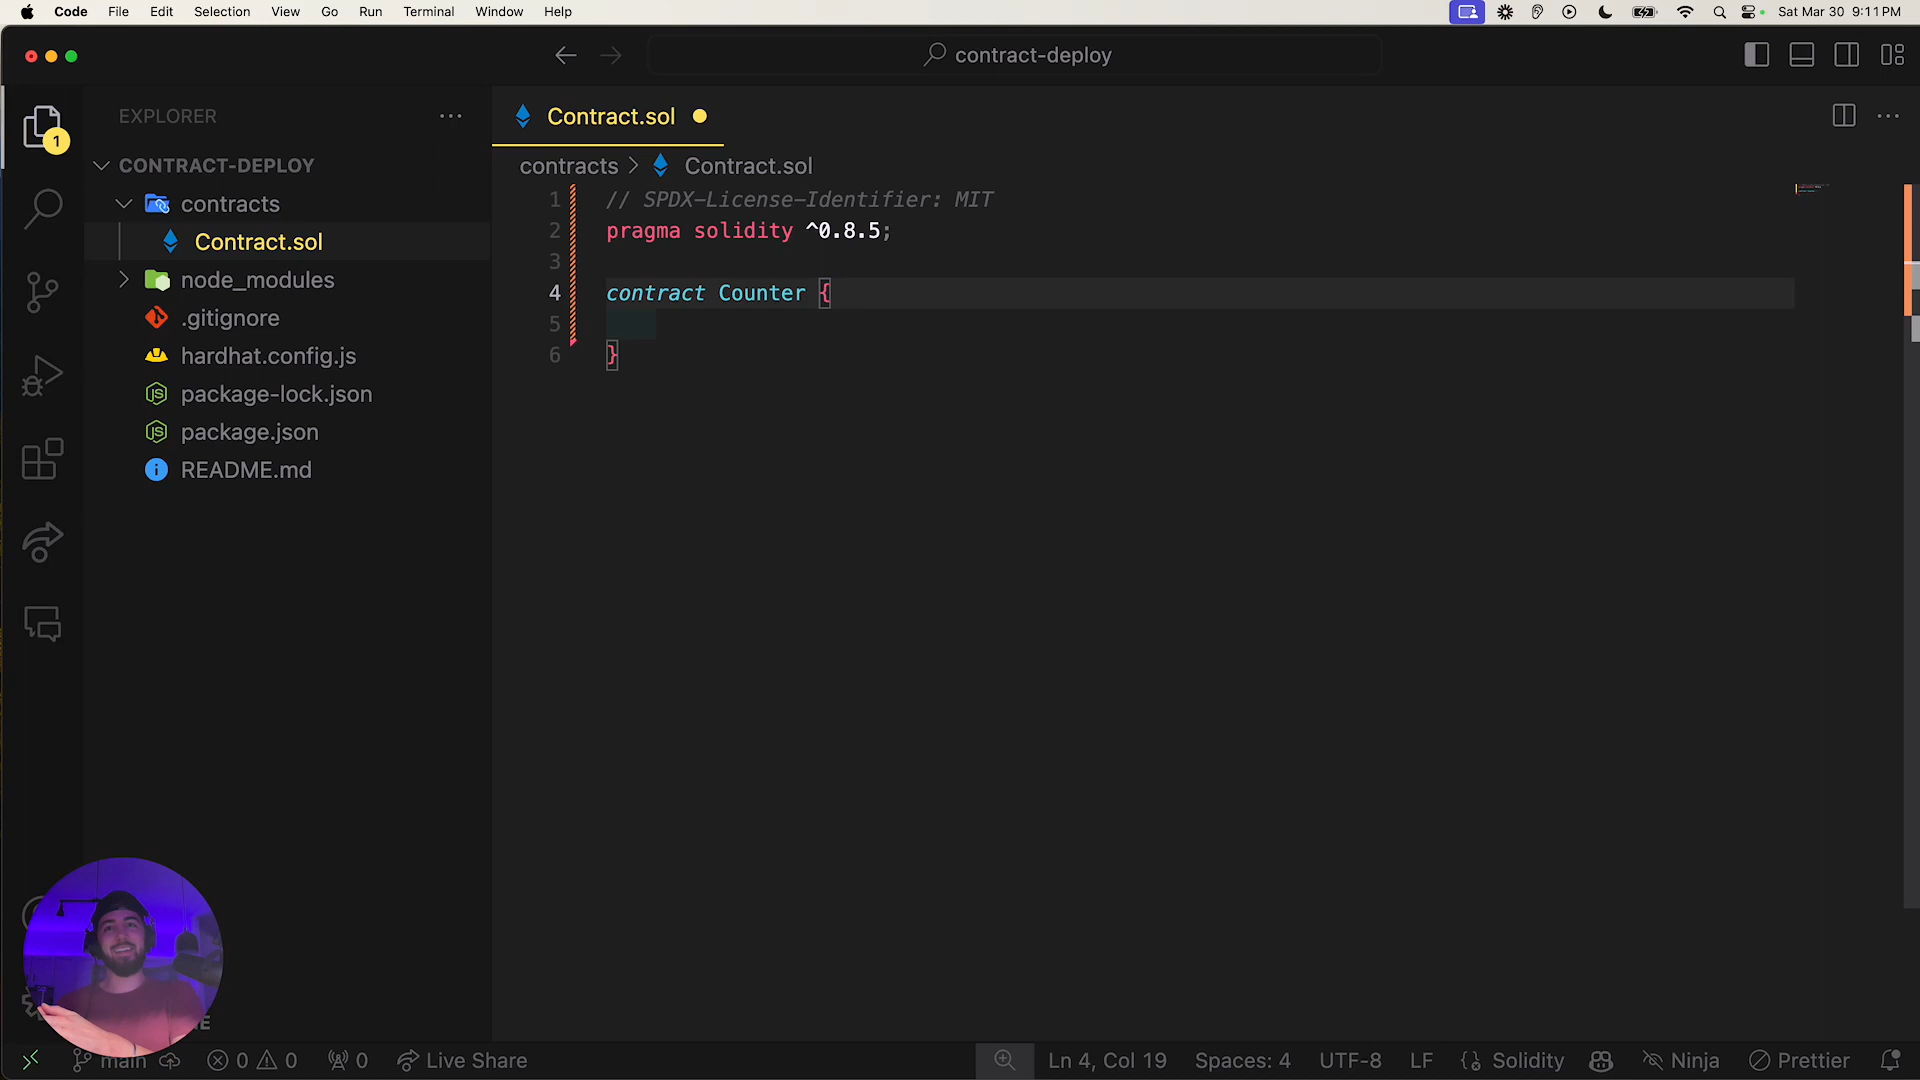 Code File Edit Selection View Go Run Terminal Window Help Sat Mar 30 9:11 PM
contract-deploy
EXPLORER
CONTRACT-DEPLOY
contracts
Contract.sol
node_modules
.gitignore
hardhat.config.js
package-lock.json
package.json
README.md
1
Contract.sol
contracts > Contract.sol
1 // SPDX-License-Identifier: MIT
2 pragma solidity ^0.8.5;
3
4 contract Counter {
5
6 }
main 0 0 0 Live Share Ln 4, Col 19 Spaces: 4 UTF-8 LF Solidity Ninja Prettier